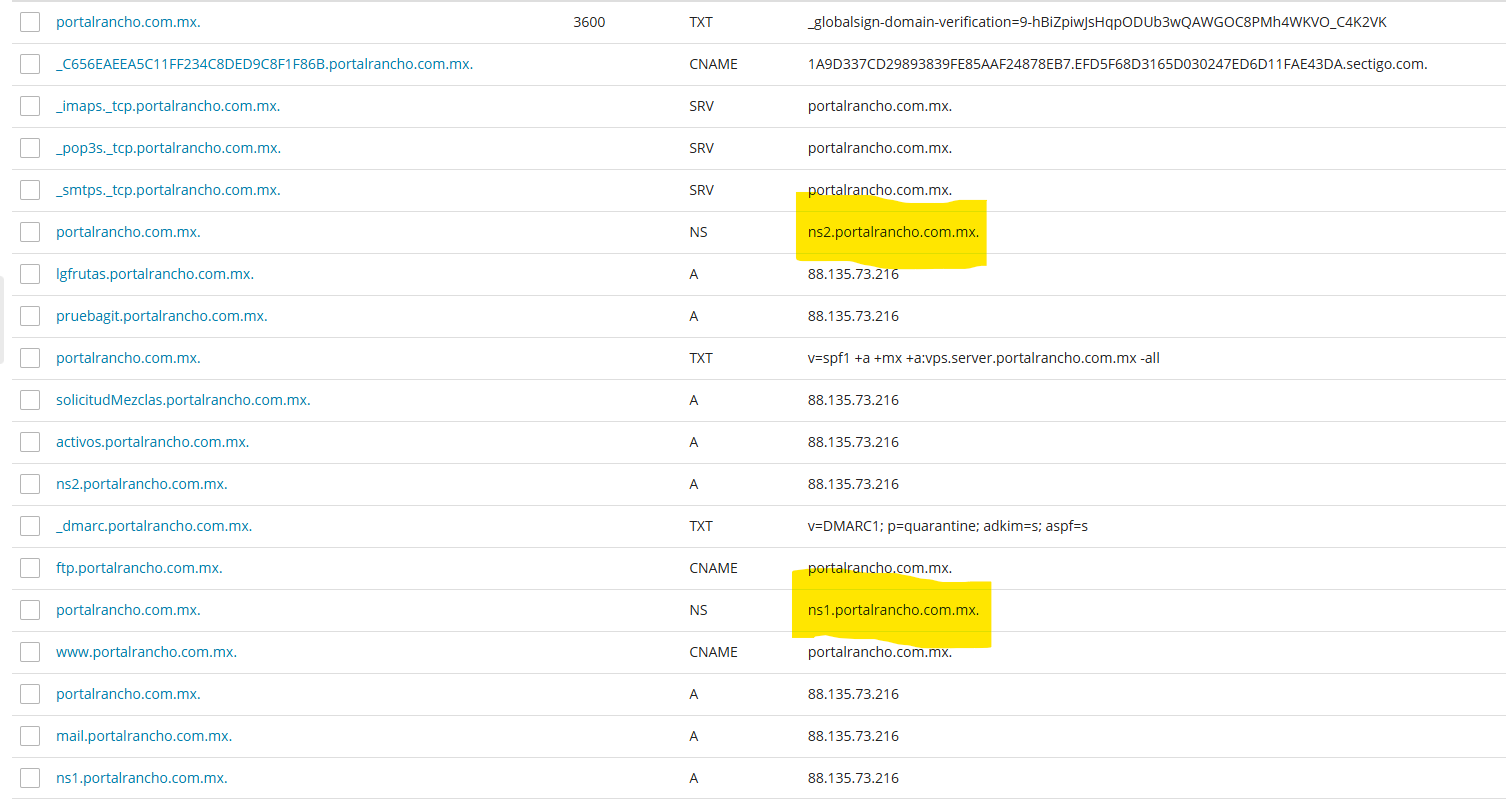 portalrancho.com.mx. 3600 TXT _globalsign-domain-verification=9-hBiZpiwJsHqpODUb3wQAWGOC8PMh4WKVO_C4K2VK
_C656EAEEA5C11FF234C8DED9C8F1F86B.portalrancho.com.mx. CNAME 1A9D337CD29893839FE85AAF24878EB7.EFD5F68D3165D030247ED6D11FAE43DA.sectigo.com.
_imaps._tcp.portalrancho.com.mx. SRV portalrancho.com.mx.
_pop3s._tcp.portalrancho.com.mx. SRV portalrancho.com.mx.
_smtps._tcp.portalrancho.com.mx. SRV portalrancho.com.mx.
portalrancho.com.mx. NS ns2.portalrancho.com.mx.
lgfrutas.portalrancho.com.mx. A 88.135.73.216
pruebagit.portalrancho.com.mx. A 88.135.73.216
portalrancho.com.mx. TXT v=spf1 +a +mx +a:vps.server.portalrancho.com.mx -all
solicitudMezclas.portalrancho.com.mx. A 88.135.73.216
activos.portalrancho.com.mx. A 88.135.73.216
ns2.portalrancho.com.mx. A 88.135.73.216
_dmarc.portalrancho.com.mx. TXT v=DMARC1; p=quarantine; adkim=s; aspf=s
ftp.portalrancho.com.mx. CNAME portalrancho.com.mx.
portalrancho.com.mx. NS ns1.portalrancho.com.mx.
www.portalrancho.com.mx. CNAME portalrancho.com.mx.
portalrancho.com.mx. A 88.135.73.216
mail.portalrancho.com.mx. A 88.135.73.216
ns1.portalrancho.com.mx. A 88.135.73.216